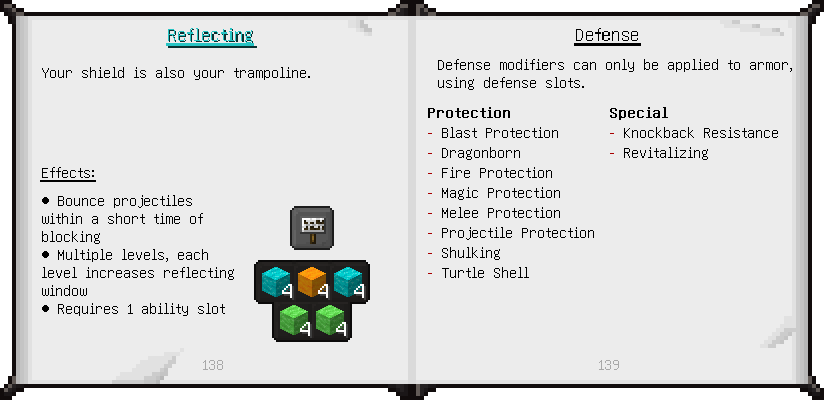 Reflecting
Your shield is also your trampoline.
Effects:
● Bounce projectiles
within a short time of
blocking
● Multiple levels, each
level increases reflecting
window
● Requires 1 ability slot
4 4 4
4 4
138
Defense
Defense modifiers can only be applied to armor,
using defense slots.
Protection
- Blast Protection
- Dragonborn
- Fire Protection
- Magic Protection
- Melee Protection
- Projectile Protection
- Shulking
- Turtle Shell
Special
- Knockback Resistance
- Revitalizing
139